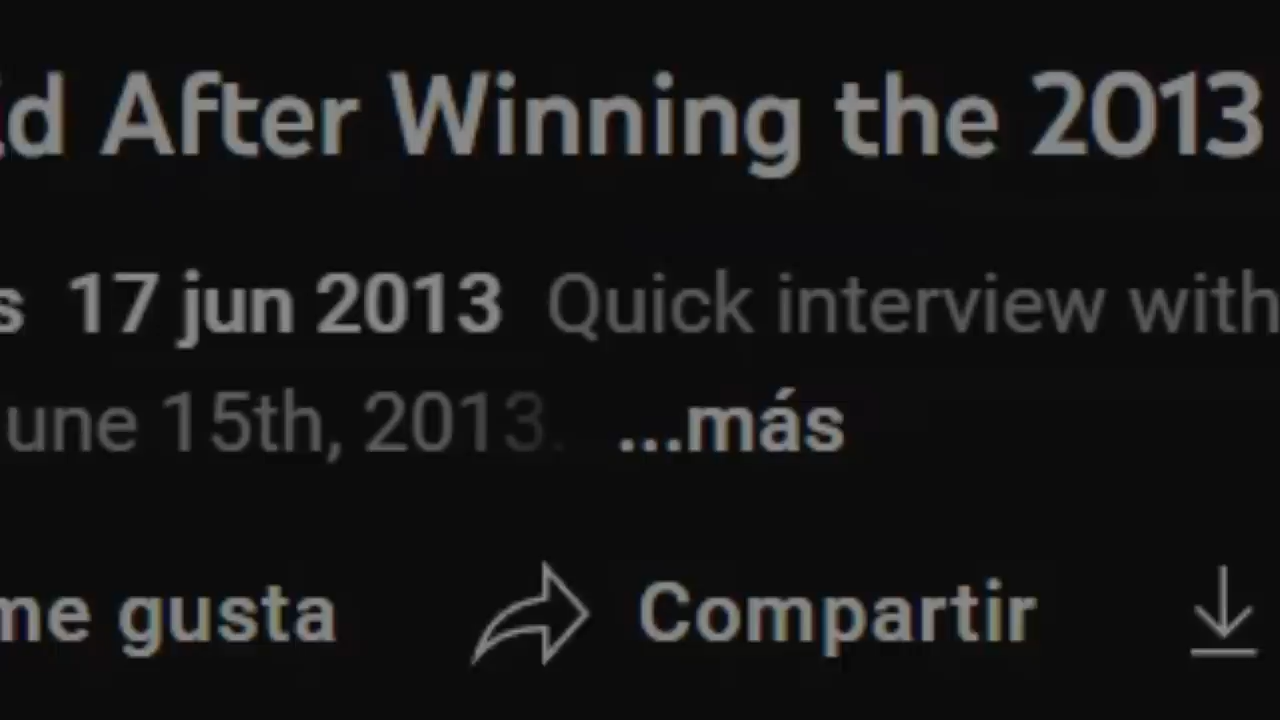 d After Winning the 2013
s 17 jun 2013 Quick interview with
une 15th, 2013. ...más
me gusta Compartir